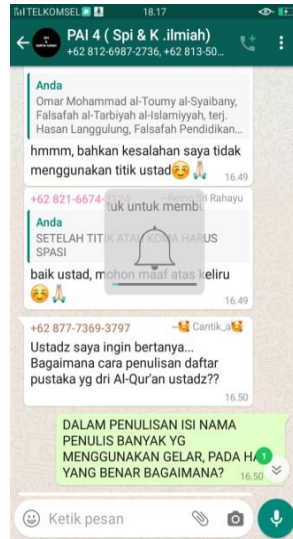 TELKOMSEL
18.17
PAI 4 ( Spi & K .ilmiah)
+62 812-6987-2736, +62 813-50...
Anda
Omar Mohammad al-Toumy al-Syaibany,
Falsafah al-Tarbiyah al-Islamiyyah, terj.
Hasan Langgulung, Falsafah Pendidikan...
hmmm, bahkan kesalahan saya tidak
menggunakan titik ustad
16.49
+62 821-6674- Rahayu
tuk untuk membu
Anda
SETELAH TITIK ATAU KOMA HARUS
SPASI
baik ustad, mohon maaf atas keliru
16.49
+62 877-7369-3797 ~Cantik_a
Ustadz saya ingin bertanya...
Bagaimana cara penulisan daftar
pustaka yg dri Al-Qur'an ustadz??
16.50
DALAM PENULISAN ISI NAMA
PENULIS BANYAK YG
MENGGUNAKAN GELAR, PADA HA
1
YANG BENAR BAGAIMANA? 16.50
Ketik pesan